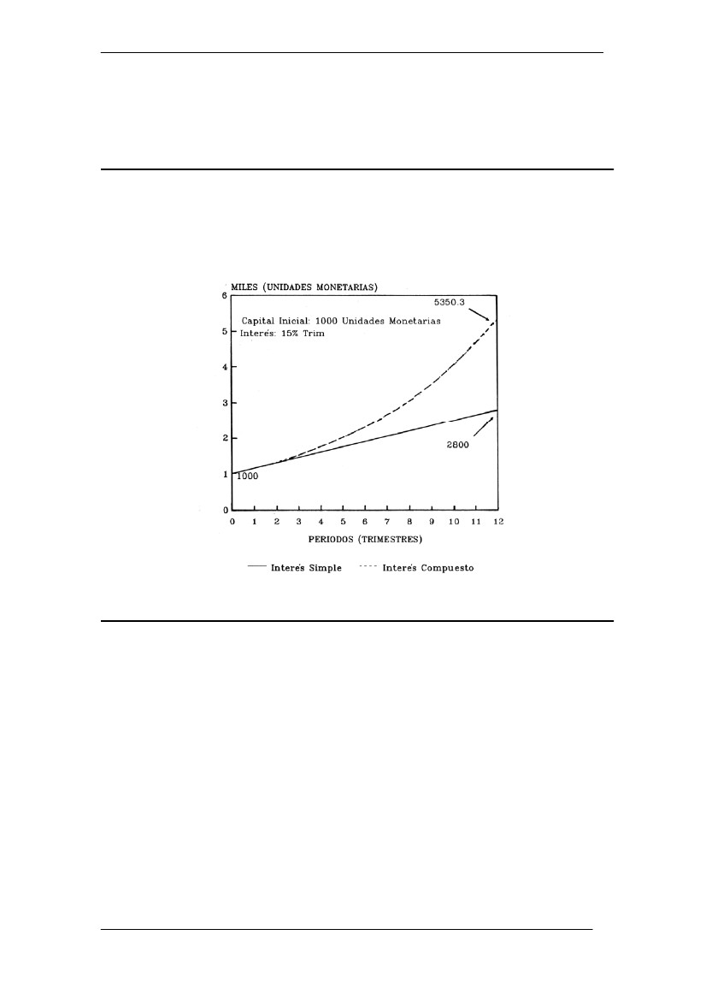 MILES (UNIDADES MONETARIAS)
6
5350.3
Capital Inicial: 1000 Unidades Monetarias
5
Interés: 15% Trim
4
3
2
2800
1
1000
0
0 1 2 3 4 5 6 7 8 9 10 11 12
PERIODOS (TRIMESTRES)
Interés Simple
Interés Compuesto